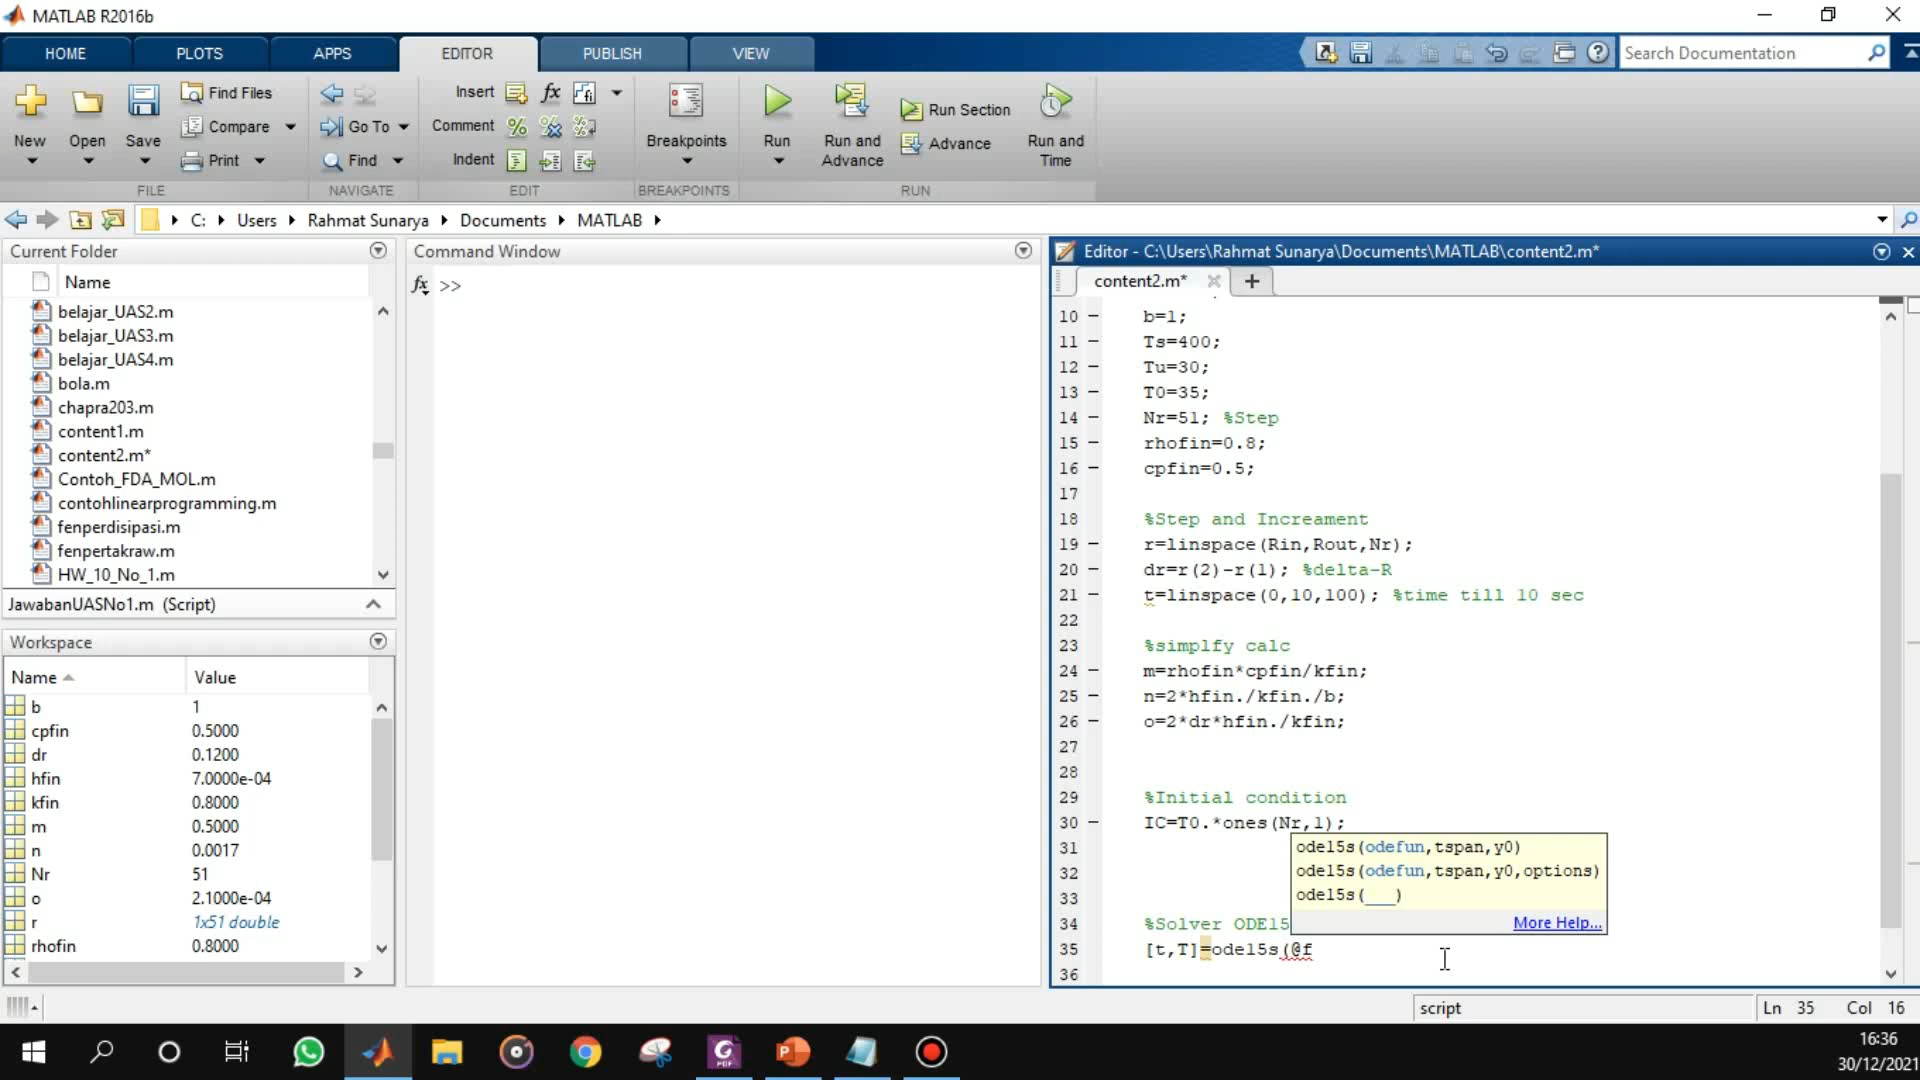 MATLAB R2016b
HOME PLOTS APPS EDITOR PUBLISH VIEW
Search Documentation
New Open Save
Find Files
Compare
Print
Go To
Find
Insert
Comment
Indent
Breakpoints
Run
Run and Advance
Run Section
Advance
Run and Time
FILE NAVIGATE EDIT BREAKPOINTS RUN
C: Users Rahmat Sunarya Documents MATLAB
Current Folder
Name
belajar_UAS2.m
belajar_UAS3.m
belajar_UAS4.m
bola.m
chapra203.m
content1.m
content2.m*
Contoh_FDA_MOL.m
contohlinearprogramming.m
fenperdisipasi.m
fenpertakraw.m
HW_10_No_1.m
JawabanUASNo1.m (Script)
Workspace
Name Value
b 1
cpfin 0.5000
dr 0.1200
hfin 7.0000e-04
kfin 0.8000
m 0.5000
n 0.0017
Nr 51
o 2.1000e-04
r 1x51 double
rhofin 0.8000
Command Window
fx >>
Editor - C:\Users\Rahmat Sunarya\Documents\MATLAB\content2.m*
content2.m*
10 - b=1;
11 - Ts=400;
12 - Tu=30;
13 - T0=35;
14 - Nr=51; %Step
15 - rhofin=0.8;
16 - cpfin=0.5;
17
18 %Step and Increament
19 - r=linspace(Rin,Rout,Nr);
20 - dr=r(2)-r(1); %delta-R
21 - t=linspace(0,10,100); %time till 10 sec
22
23 %simplfy calc
24 - m=rhofin*cpfin/kfin;
25 - n=2*hfin./kfin./b;
26 - o=2*dr*hfin./kfin;
27
28
29 %Initial condition
30 - IC=T0.*ones(Nr,1);
31
32
33
34 %Solver ODE15
35 [t,T]=ode15s(@f
36
ode15s(odefun,tspan,y0)
ode15s(odefun,tspan,y0,options)
ode15s(___)
More Help...
script
Ln 35 Col 16
16:36
30/12/2021